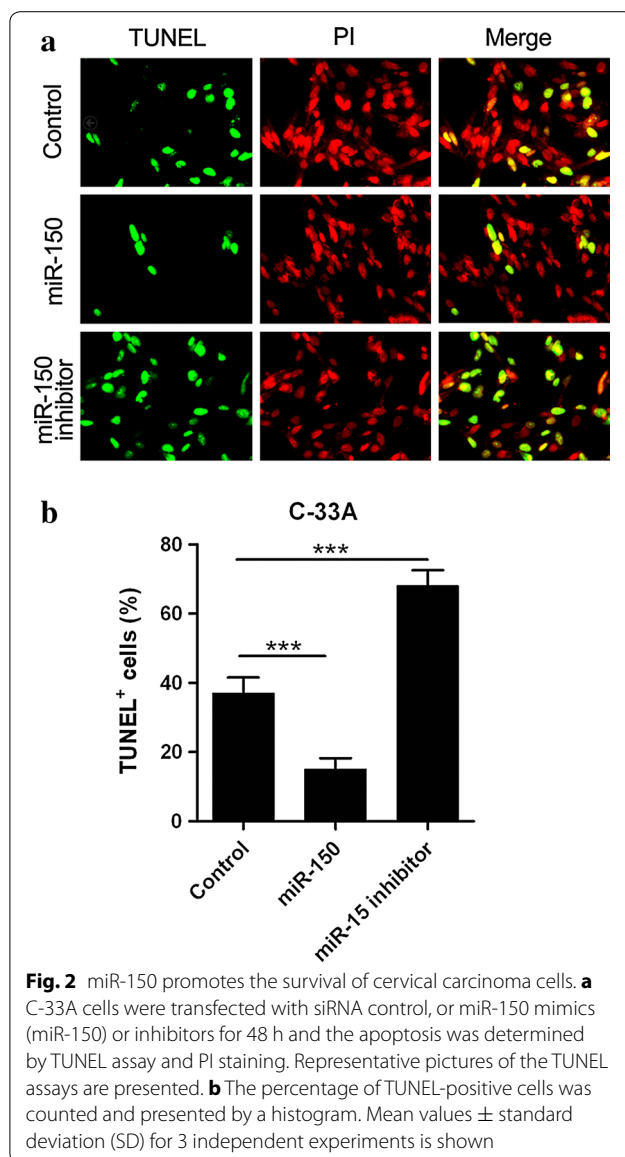 a
TUNEL PI Merge
Control
miR-150
miR-150
inhibitor
b
C-33A
80
60
40
20
0
TUNEL+ cells (%)
***
***
Control
miR-150
miR-15 inhibitor
Fig. 2 miR-150 promotes the survival of cervical carcinoma cells. a
C-33A cells were transfected with siRNA control, or miR-150 mimics
(miR-150) or inhibitors for 48 h and the apoptosis was determined
by TUNEL assay and PI staining. Representative pictures of the TUNEL
assays are presented. b The percentage of TUNEL-positive cells was
counted and presented by a histogram. Mean values ± standard
deviation (SD) for 3 independent experiments is shown